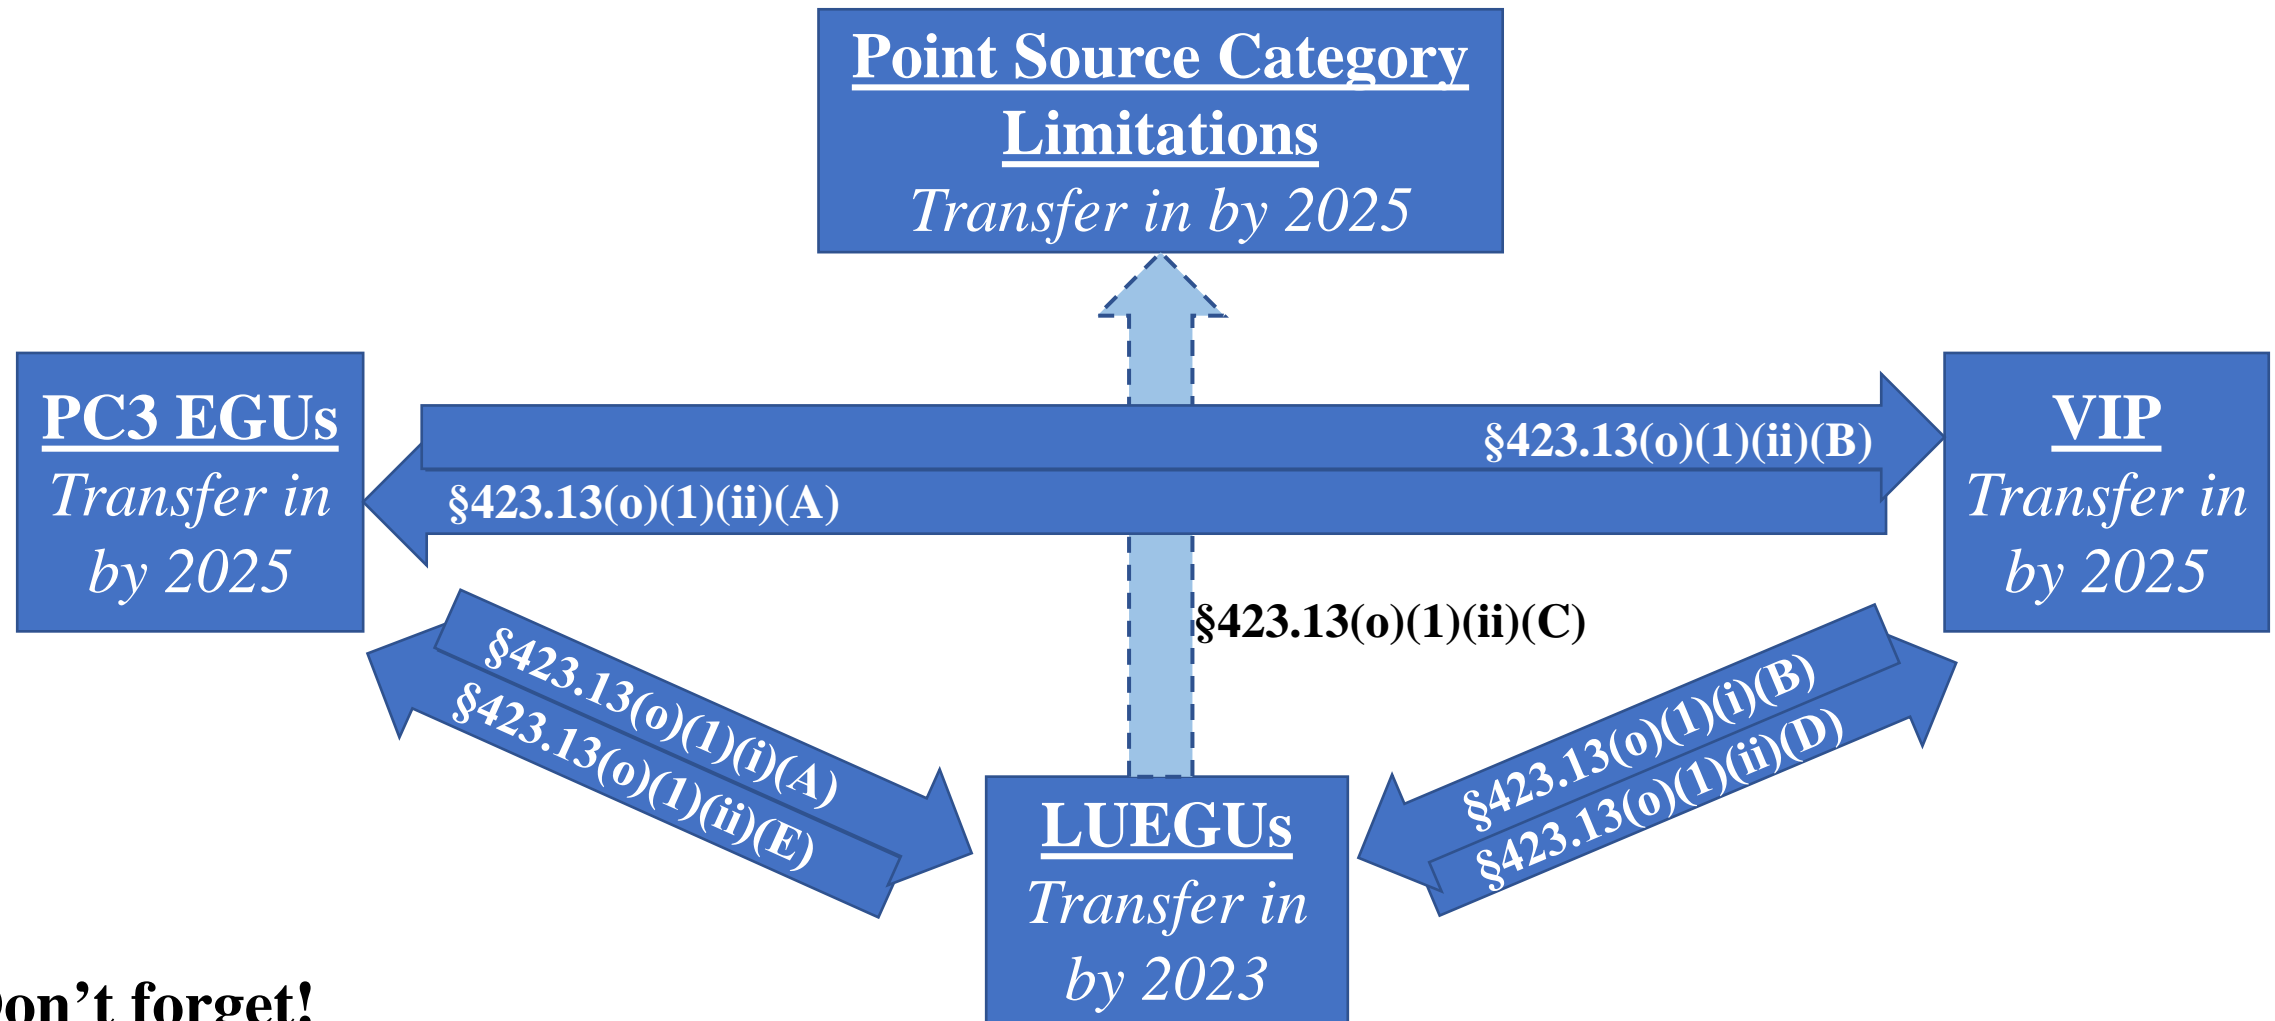 Point Source Category
Limitations
Transfer in by 2025
PC3 EGUs
Transfer in
by 2025
§423.13(o)(1)(ii)(B)
§423.13(o)(1)(ii)(A)
VIP
Transfer in
by 2025
§423.13(o)(1)(ii)(C)
§423.13(o)(1)(i)(A)
§423.13(o)(1)(ii)(E)
§423.13(o)(1)(i)(B)
§423.13(o)(1)(ii)(D)
LUEGUs
Transfer in
by 2023
Don’t forget!